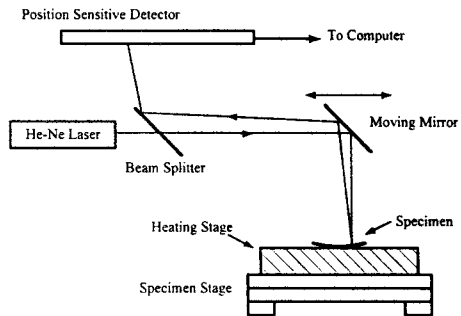 Position Sensitive Detector
To Computer
Moving Mirror
He-Ne Laser
Beam Splitter
Specimen
Heating Stage
Specimen Stage